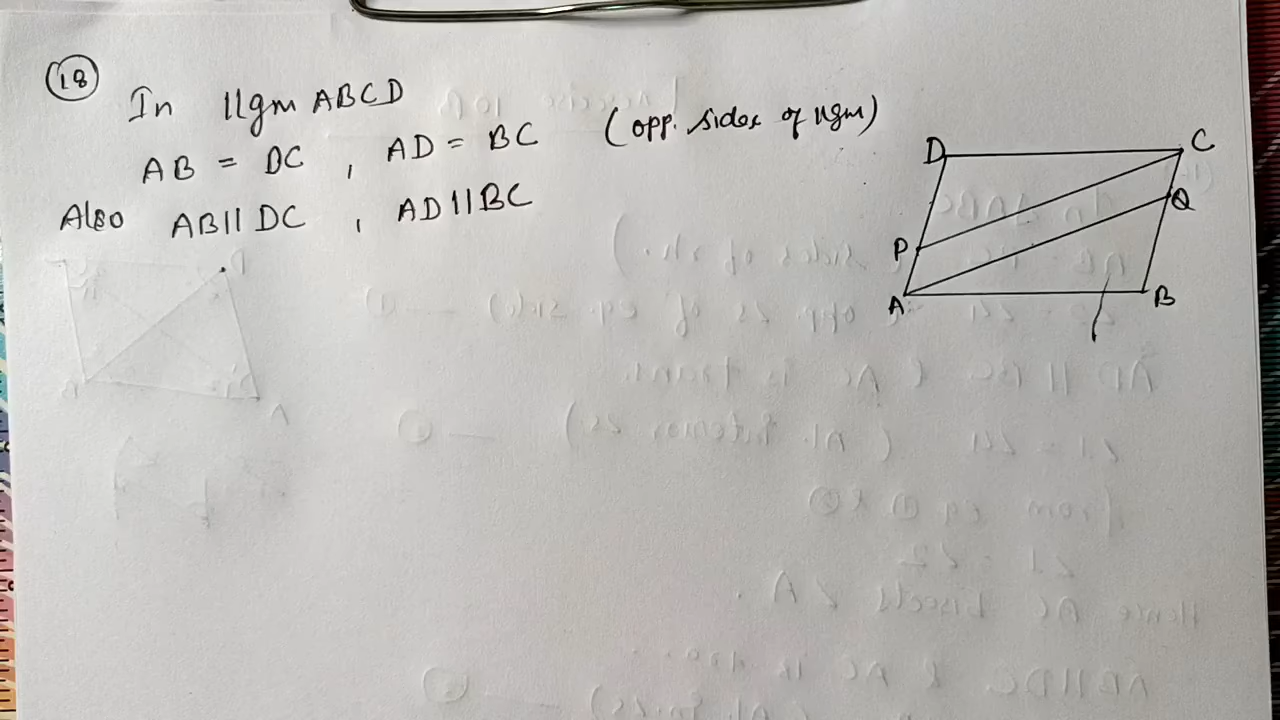 18
In ||gm ABCD
AB = DC , AD = BC (opp. sides of ||gm)
Also AB || DC , AD || BC
D C
P Q
A B